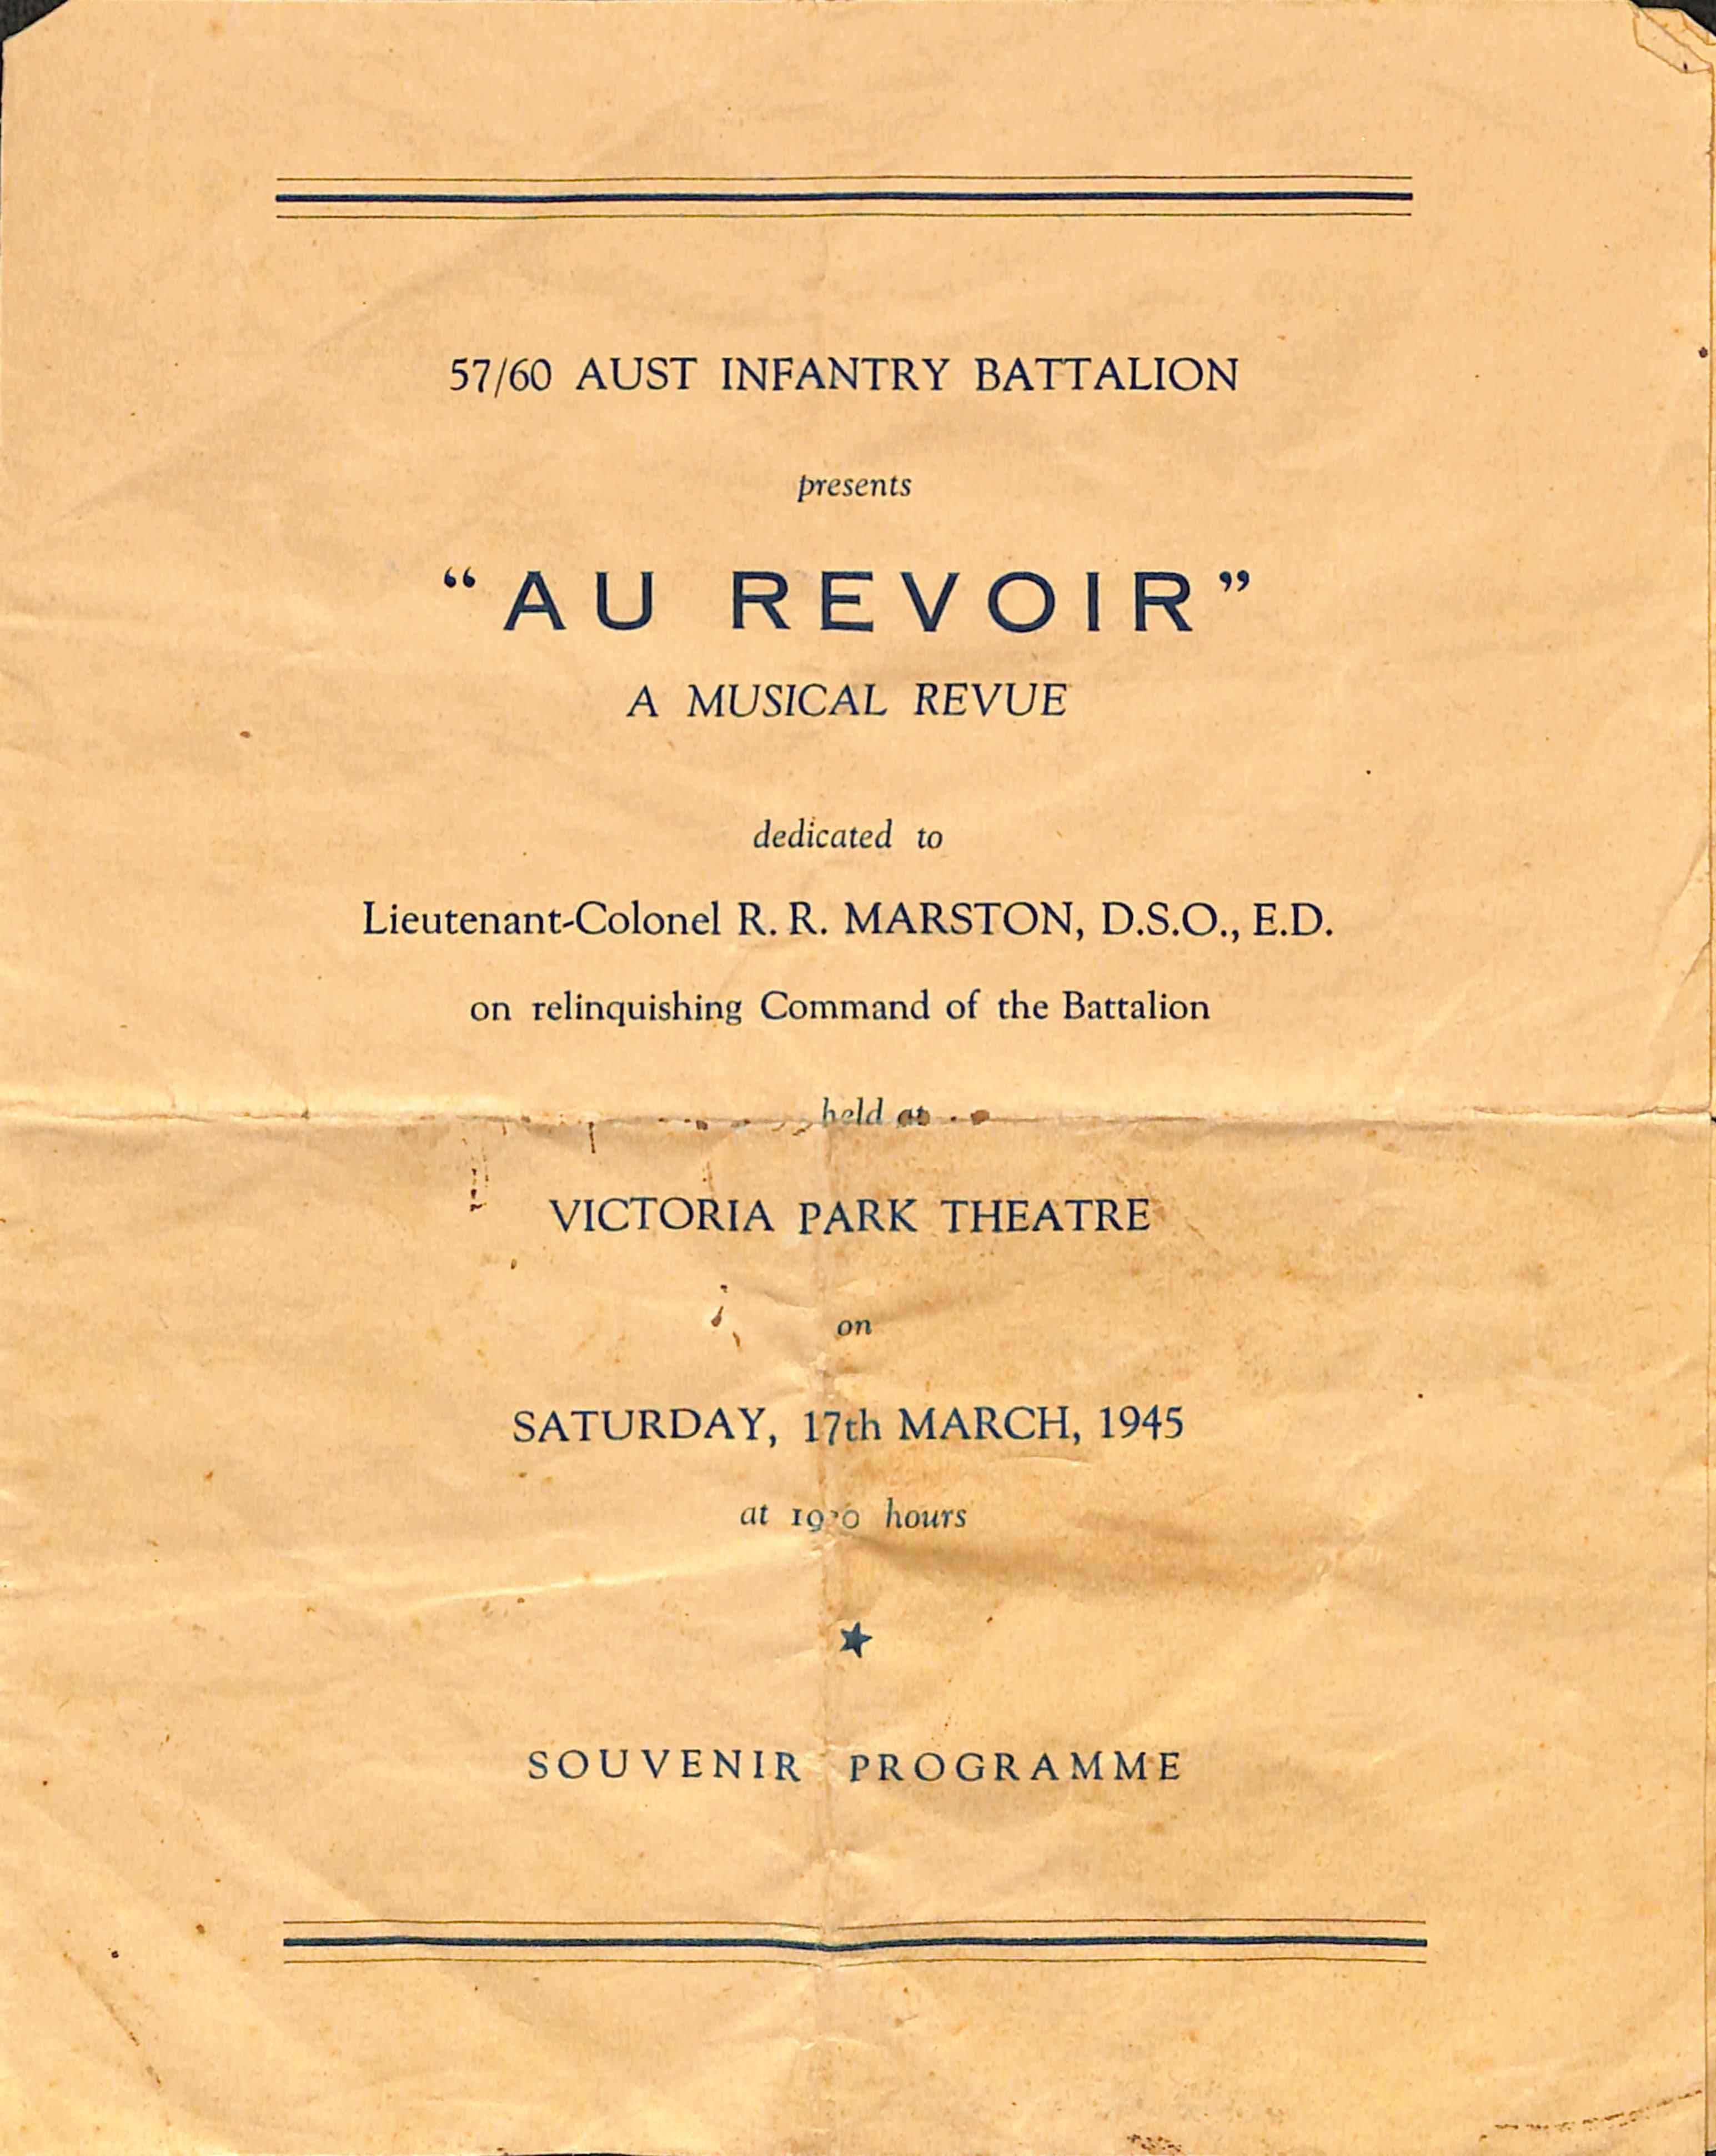 57/60 AUST INFANTRY BATTALION
presents
“AU REVOIR”
A MUSICAL REVUE
dedicated to
Lieutenant-Colonel R. R. MARSTON, D.S.O., E.D.
on relinquishing Command of the Battalion
held at
VICTORIA PARK THEATRE
on
SATURDAY, 17th MARCH, 1945
at hours
SOUVENIR PROGRAMME